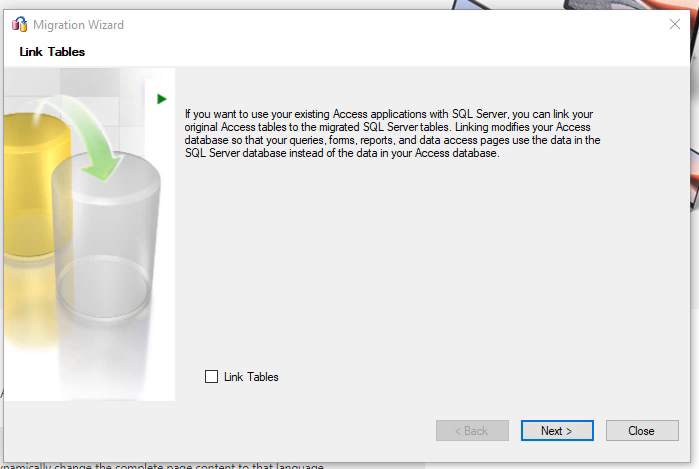 Migration Wizard
Link Tables
If you want to use your existing Access applications with SQL Server, you can link your
original Access tables to the migrated SQL Server tables. Linking modifies your Access
database so that your queries, forms, reports, and data access pages use the data in the
SQL Server database instead of the data in your Access database.
Link Tables
< Back
Next >
Close
change the complete page content to that language